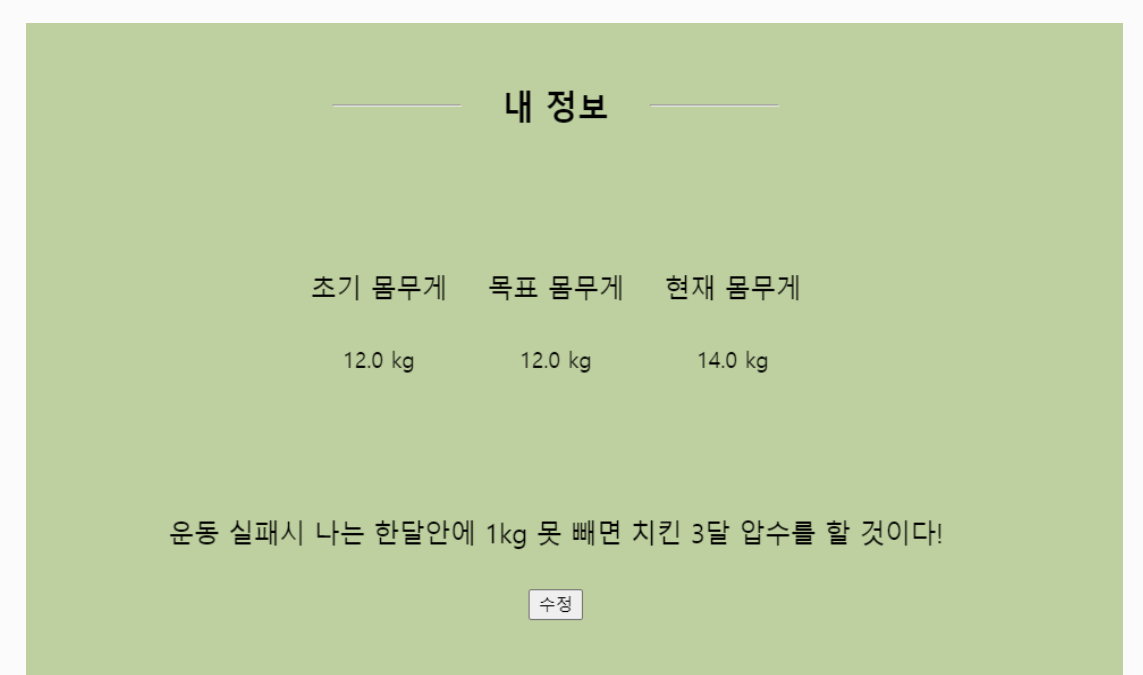 내 정보
초기 몸무게 목표 몸무게 현재 몸무게
12.0 kg 12.0 kg 14.0 kg
운동 실패시 나는 한달안에 1kg 못 빼면 치킨 3달 압수를 할 것이다!
수정